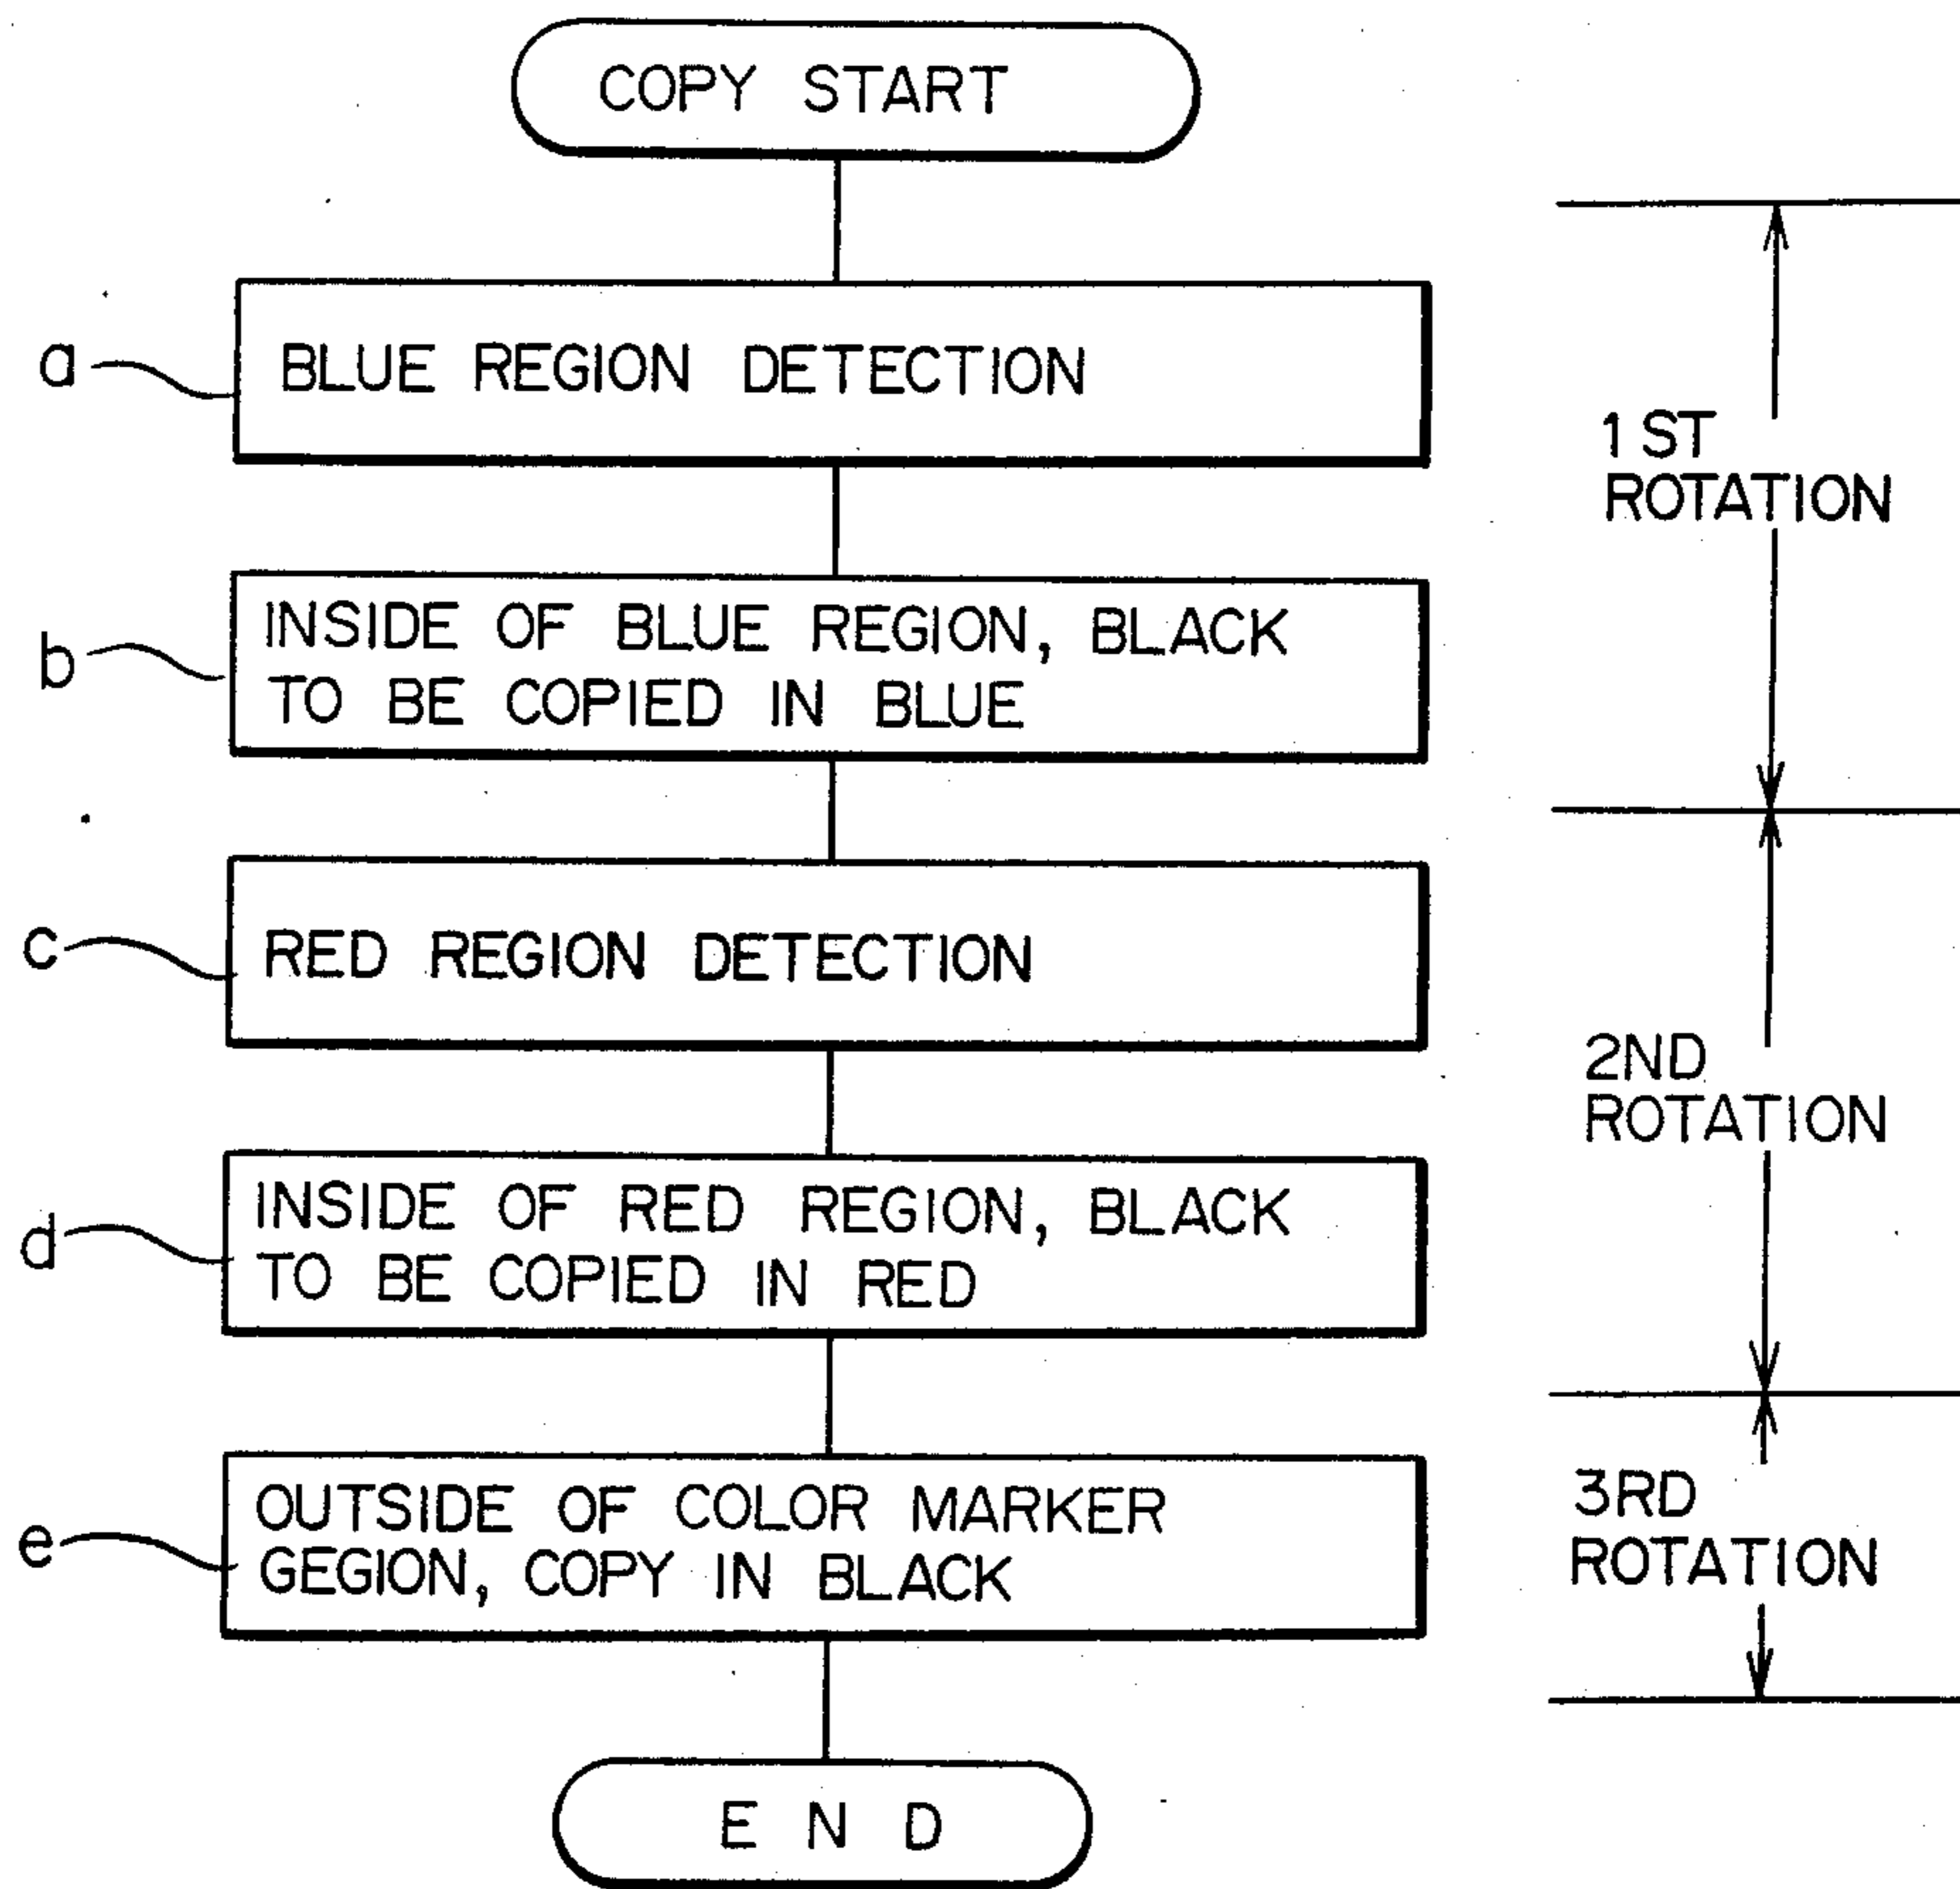 COPY START
a
BLUE REGION DETECTION
1ST
ROTATION
b
INSIDE OF BLUE REGION, BLACK
TO BE COPIED IN BLUE
c
RED REGION DETECTION
2ND
ROTATION
d
INSIDE OF RED REGION, BLACK
TO BE COPIED IN RED
e
OUTSIDE OF COLOR MARKER
GEGION, COPY IN BLACK
3RD
ROTATION
END